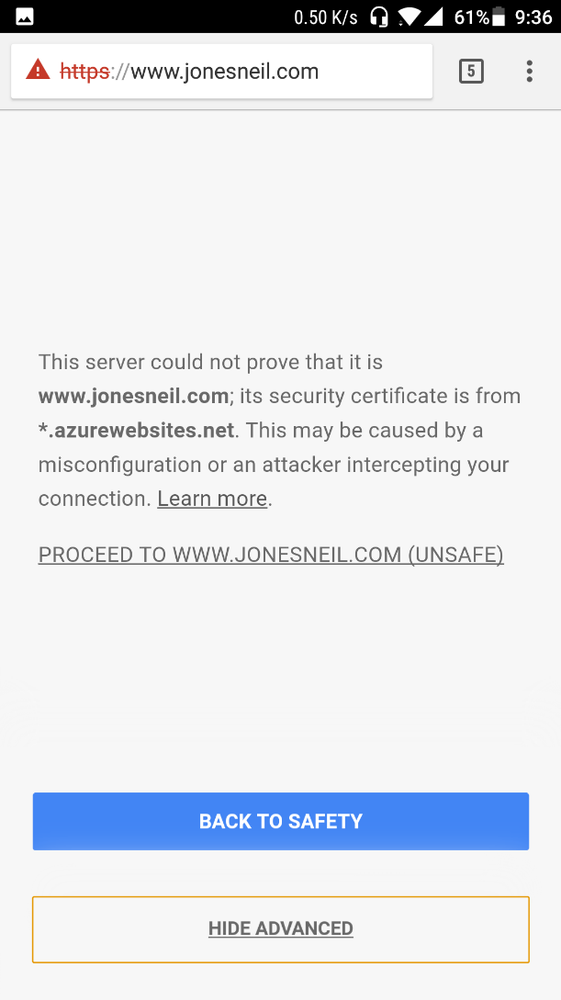 0.50 K/s 61% 9:36
https://www.jonesneil.com 5
This server could not prove that it is
www.jonesneil.com; its security certificate is from
*.azurewebsites.net. This may be caused by a
misconfiguration or an attacker intercepting your
connection. Learn more.
PROCEED TO WWW.JONESNEIL.COM (UNSAFE)
BACK TO SAFETY
HIDE ADVANCED